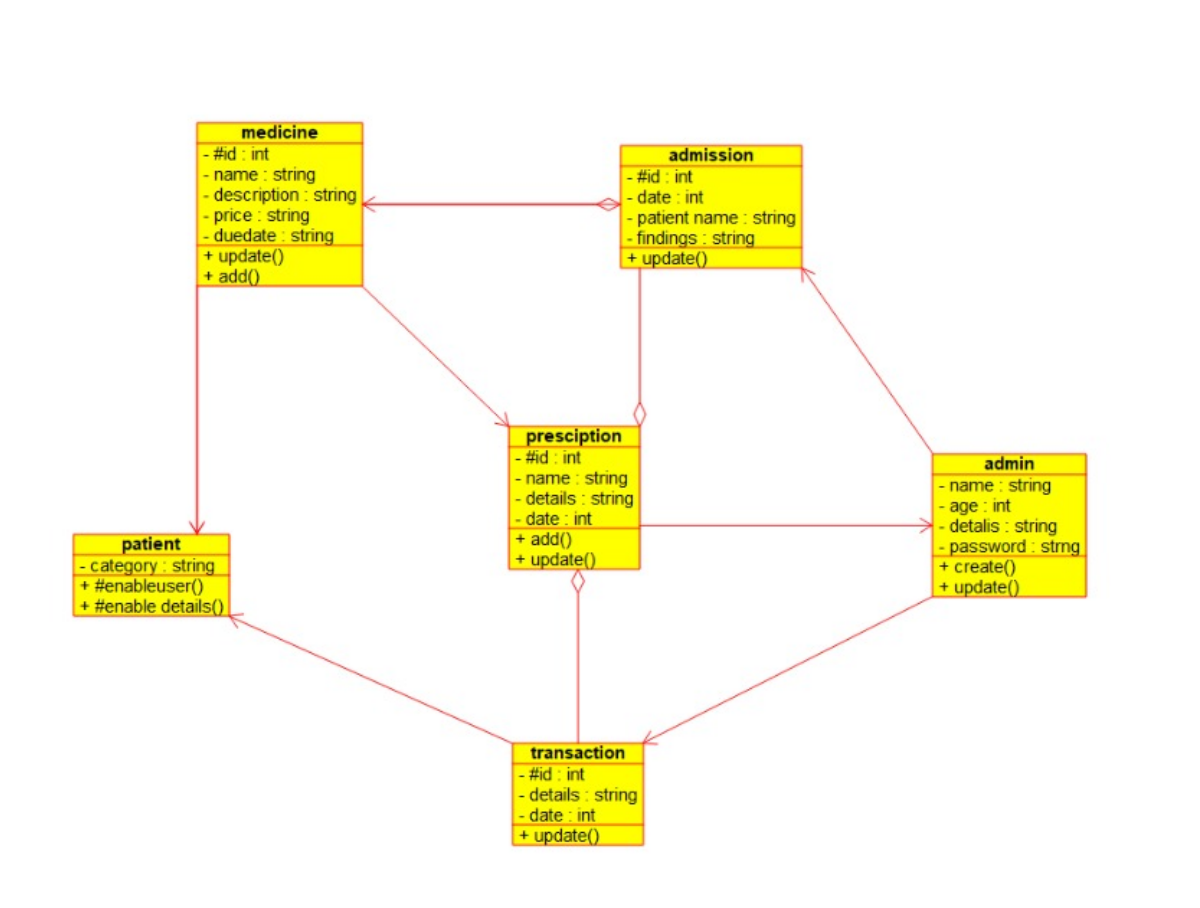 medicine
- #id : int
- name : string
- description : string
- price : string
- duedate : string
+ update()
+ add()
admission
- #id : int
- date : int
- patient name : string
- findings : string
+ update()
presciption
- #id : int
- name : string
- details : string
- date : int
+ add()
+ update()
admin
- name : string
- age : int
- detalis : string
- password : strng
+ create()
+ update()
patient
- category : string
+ #enableuser()
+ #enable details()
transaction
- #id : int
- details : string
- date : int
+ update()